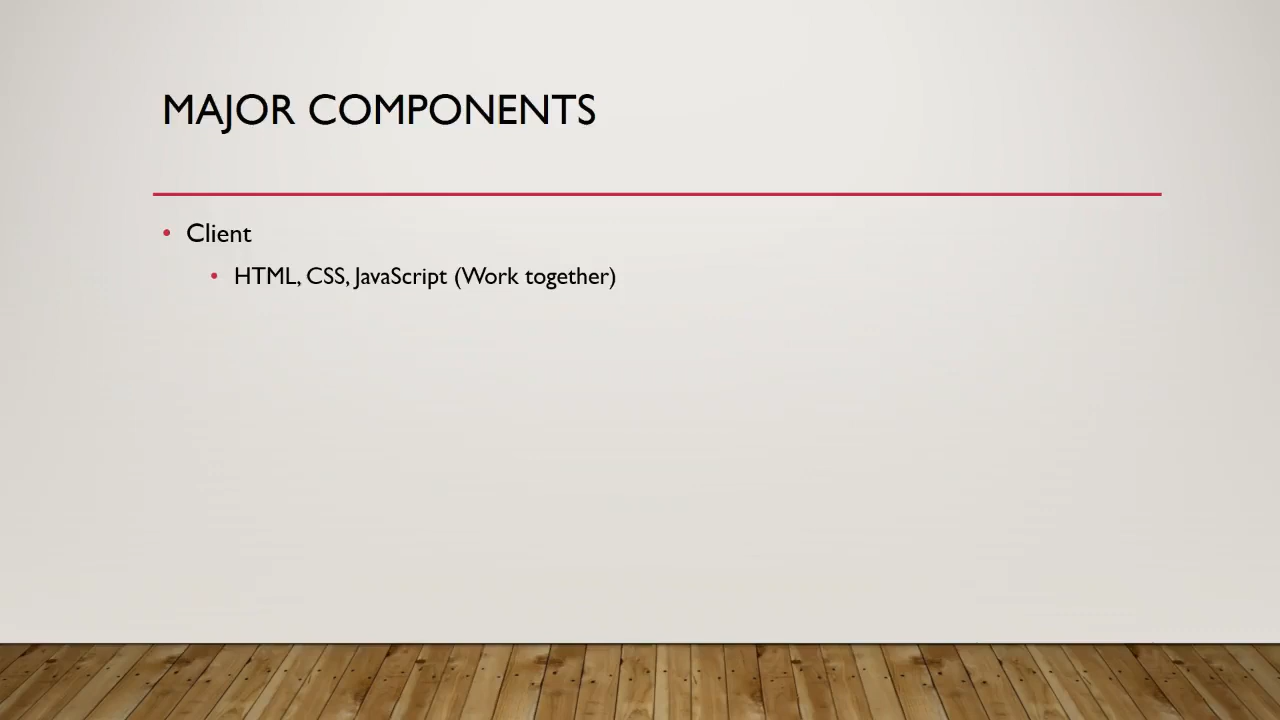 MAJOR COMPONENTS
• Client
• HTML, CSS, JavaScript (Work together)